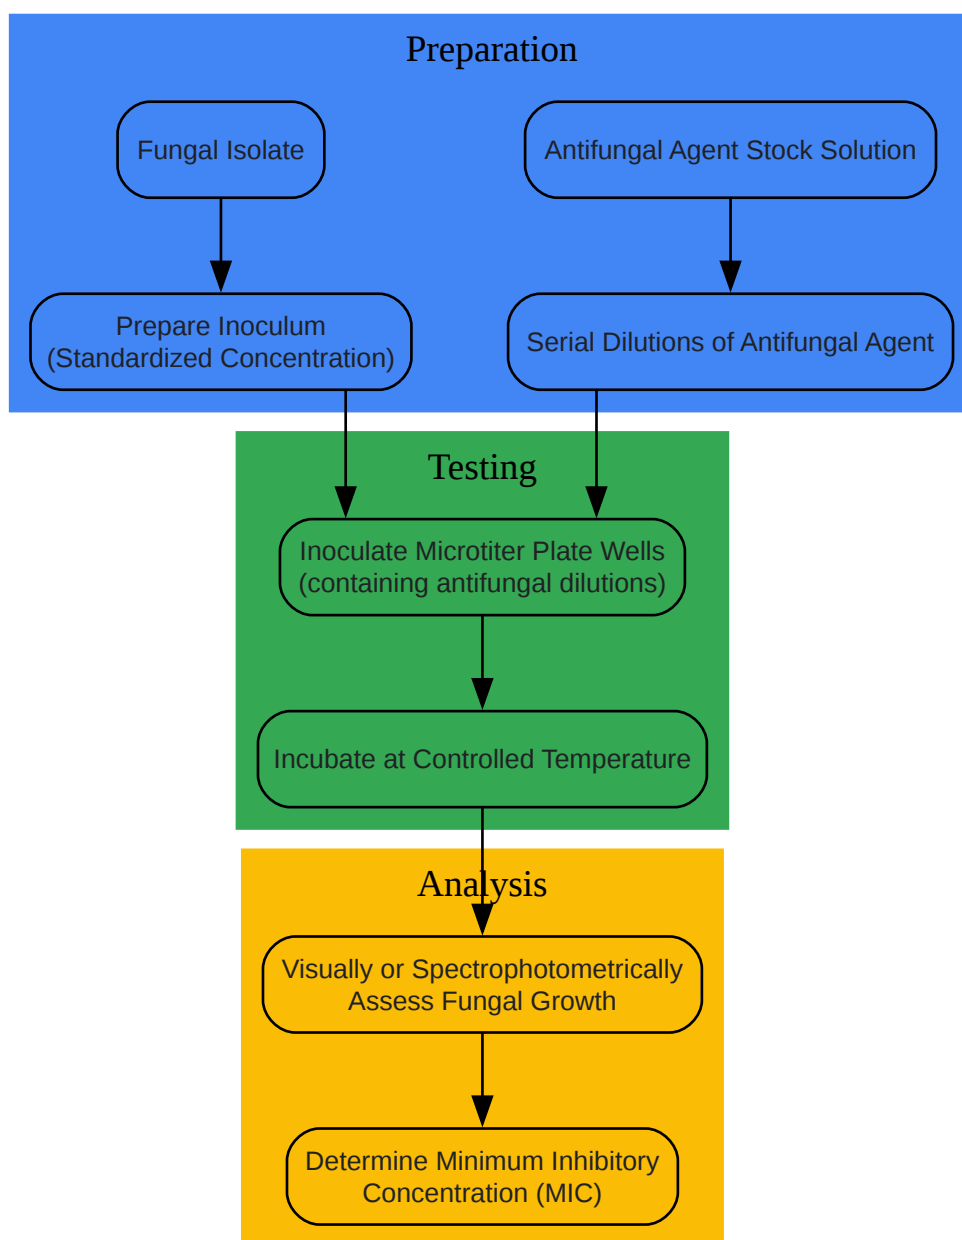 Preparation
Fungal Isolate
Antifungal Agent Stock Solution
Prepare Inoculum
(Standardized Concentration)
Serial Dilutions of Antifungal Agent
Testing
Inoculate Microtiter Plate Wells
(containing antifungal dilutions)
Incubate at Controlled Temperature
Analysis
Visually or Spectrophotometrically
Assess Fungal Growth
Determine Minimum Inhibitory
Concentration (MIC)